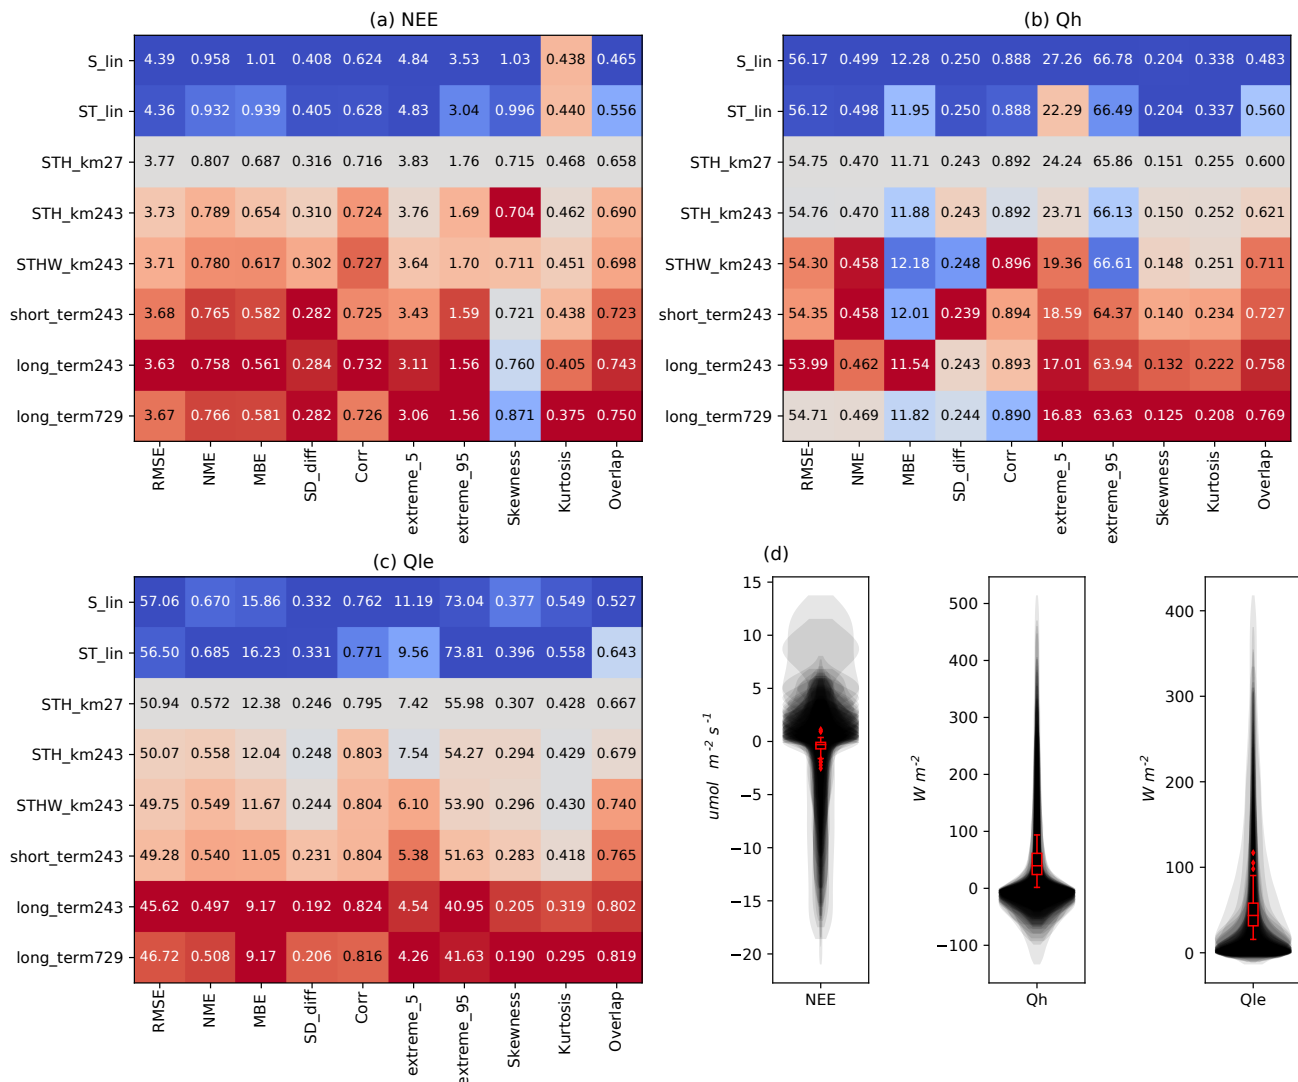 (a) NEE
S_lin 4.39 0.958 1.01 0.408 0.624 4.84 3.53 1.03 0.438 0.465
ST_lin 4.36 0.932 0.939 0.405 0.628 4.83 3.04 0.996 0.440 0.556
STH_km27 3.77 0.807 0.687 0.316 0.716 3.83 1.76 0.715 0.468 0.658
STH_km243 3.73 0.789 0.654 0.310 0.724 3.76 1.69 0.704 0.462 0.690
STHW_km243 3.71 0.780 0.617 0.302 0.727 3.64 1.70 0.711 0.451 0.698
short_term243 3.68 0.765 0.582 0.282 0.725 3.43 1.59 0.721 0.438 0.723
long_term243 3.63 0.758 0.561 0.284 0.732 3.11 1.56 0.760 0.405 0.743
long_term729 3.67 0.766 0.581 0.282 0.726 3.06 1.56 0.871 0.375 0.750
RMSE NME MBE SD_diff Corr extreme_5 extreme_95 Skewness Kurtosis Overlap
(b) Qh
S_lin 56.17 0.499 12.28 0.250 0.888 27.26 66.78 0.204 0.338 0.483
ST_lin 56.12 0.498 11.95 0.250 0.888 22.29 66.49 0.204 0.337 0.560
STH_km27 54.75 0.470 11.71 0.243 0.892 24.24 65.86 0.151 0.255 0.600
STH_km243 54.76 0.470 11.88 0.243 0.892 23.71 66.13 0.150 0.252 0.621
STHW_km243 54.30 0.458 12.18 0.248 0.896 19.36 66.61 0.148 0.251 0.711
short_term243 54.35 0.458 12.01 0.239 0.894 18.59 64.37 0.140 0.234 0.727
long_term243 53.99 0.462 11.54 0.243 0.893 17.01 63.94 0.132 0.222 0.758
long_term729 54.71 0.469 11.82 0.244 0.890 16.83 63.63 0.125 0.208 0.769
RMSE NME MBE SD_diff Corr extreme_5 extreme_95 Skewness Kurtosis Overlap
(c) Qle
S_lin 57.06 0.670 15.86 0.332 0.762 11.19 73.04 0.377 0.549 0.527
ST_lin 56.50 0.685 16.23 0.331 0.771 9.56 73.81 0.396 0.558 0.643
STH_km27 50.94 0.572 12.38 0.246 0.795 7.42 55.98 0.307 0.428 0.667
STH_km243 50.07 0.558 12.04 0.248 0.803 7.54 54.27 0.294 0.429 0.679
STHW_km243 49.75 0.549 11.67 0.244 0.804 6.10 53.90 0.296 0.430 0.740
short_term243 49.28 0.540 11.05 0.231 0.804 5.38 51.63 0.283 0.418 0.765
long_term243 45.62 0.497 9.17 0.192 0.824 4.54 40.95 0.205 0.319 0.802
long_term729 46.72 0.508 9.17 0.206 0.816 4.26 41.63 0.190 0.295 0.819
RMSE NME MBE SD_diff Corr extreme_5 extreme_95 Skewness Kurtosis Overlap
(d)
umol m⁻² s⁻¹
15
10
5
0
−5
−10
−15
−20
NEE
W m⁻²
500
400
300
200
100
0
−100
Qh
W m⁻²
400
300
200
100
0
Qle